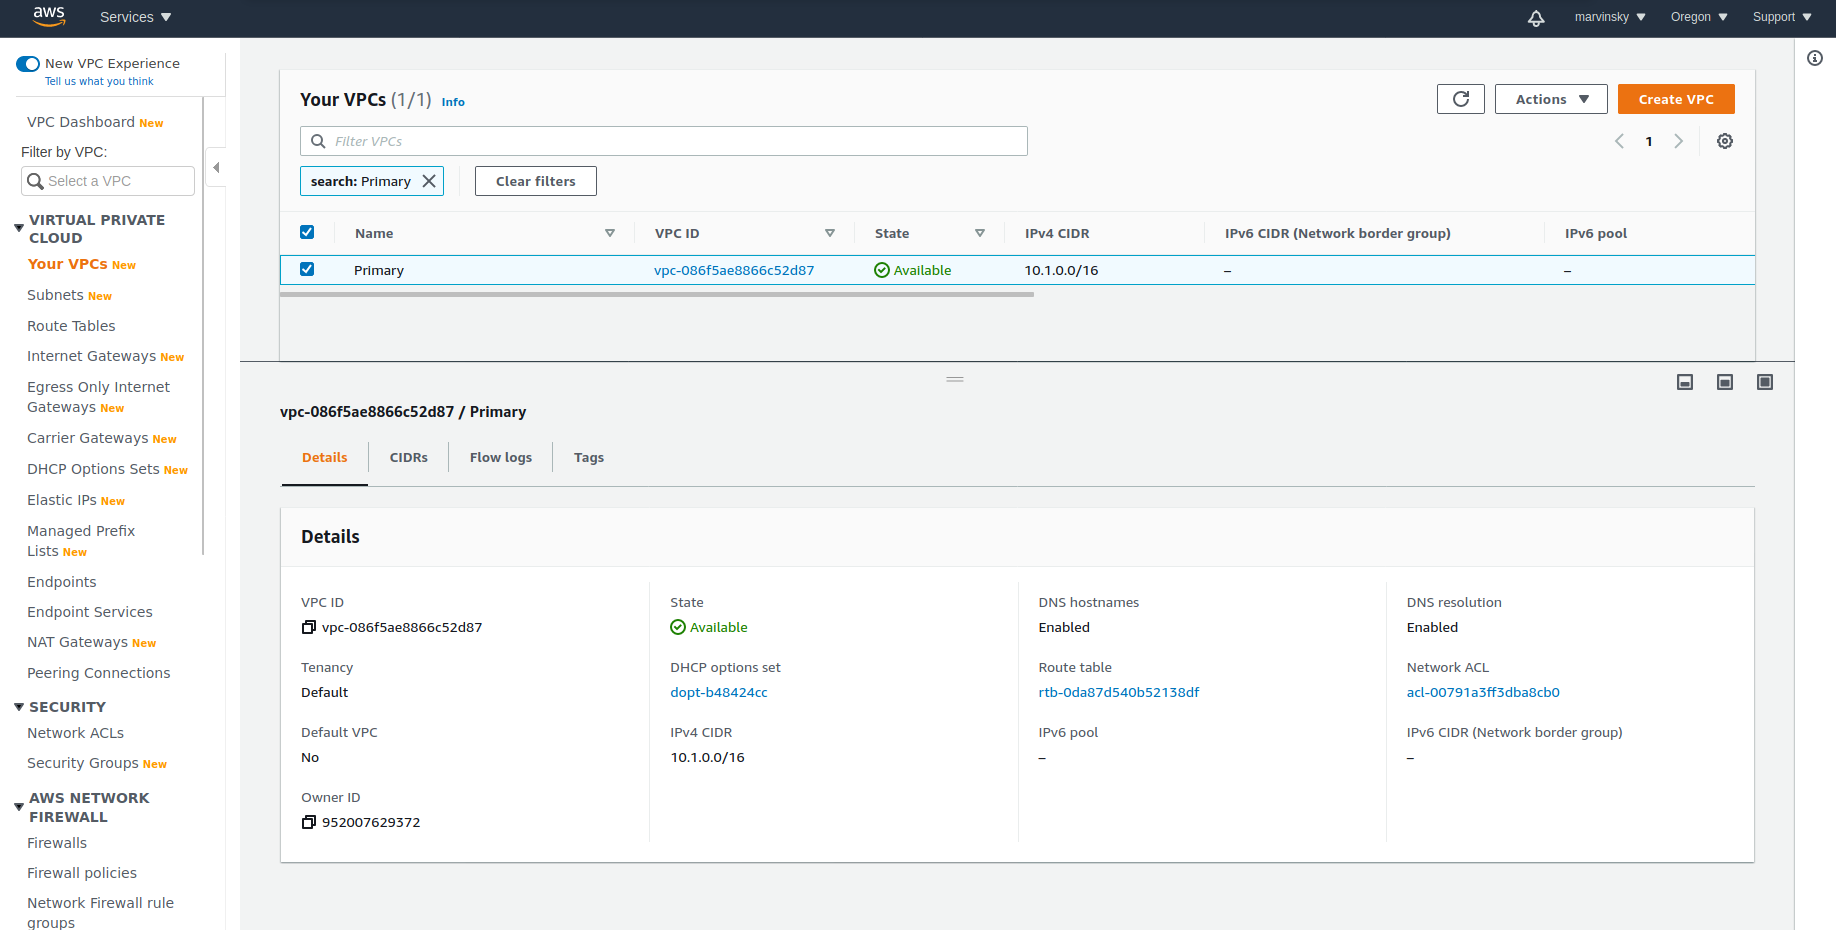 aws
Services
marvinsky
Oregon
Support
New VPC Experience
Tell us what you think
VPC Dashboard New
Filter by VPC:
Select a VPC
VIRTUAL PRIVATE
CLOUD
Your VPCs New
Subnets New
Route Tables
Internet Gateways New
Egress Only Internet
Gateways New
Carrier Gateways New
DHCP Options Sets New
Elastic IPs New
Managed Prefix
Lists New
Endpoints
Endpoint Services
NAT Gateways New
Peering Connections
SECURITY
Network ACLs
Security Groups New
AWS NETWORK
FIREWALL
Firewalls
Firewall policies
Network Firewall rule
groups
Your VPCs (1/1) Info
Actions
Create VPC
Filter VPCs
1
search: Primary
Clear filters
Name VPC ID State IPv4 CIDR IPv6 CIDR (Network border group) IPv6 pool
Primary vpc-086f5ae8866c52d87 Available 10.1.0.0/16 – –
vpc-086f5ae8866c52d87 / Primary
Details CIDRs Flow logs Tags
Details
VPC ID
vpc-086f5ae8866c52d87
State
Available
DNS hostnames
Enabled
DNS resolution
Enabled
Tenancy
Default
DHCP options set
dopt-b48424cc
Route table
rtb-0da87d540b52138df
Network ACL
acl-00791a3ff3dba8cb0
Default VPC
No
IPv4 CIDR
10.1.0.0/16
IPv6 pool
–
IPv6 CIDR (Network border group)
–
Owner ID
952007629372